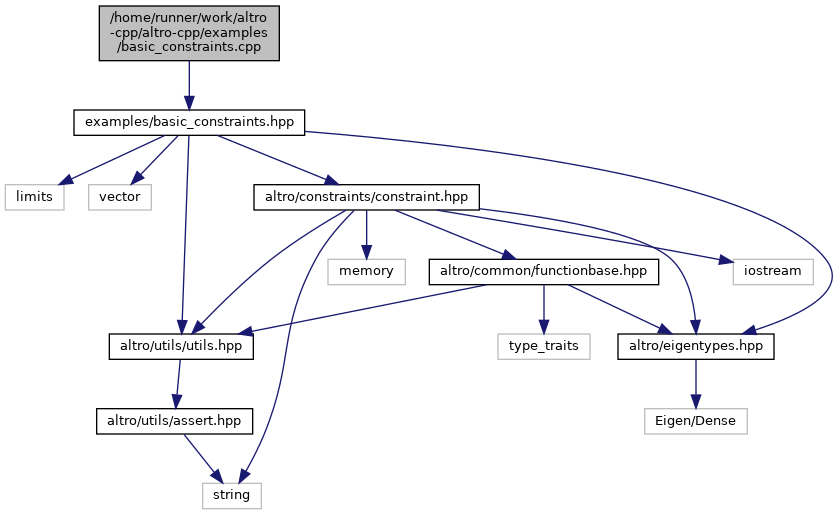 /home/runner/work/altro
-cpp/altro-cpp/examples
/basic_constraints.cpp
examples/basic_constraints.hpp
limits
vector
altro/constraints/constraint.hpp
memory
altro/common/functionbase.hpp
iostream
altro/utils/utils.hpp
type_traits
altro/eigentypes.hpp
altro/utils/assert.hpp
Eigen/Dense
string